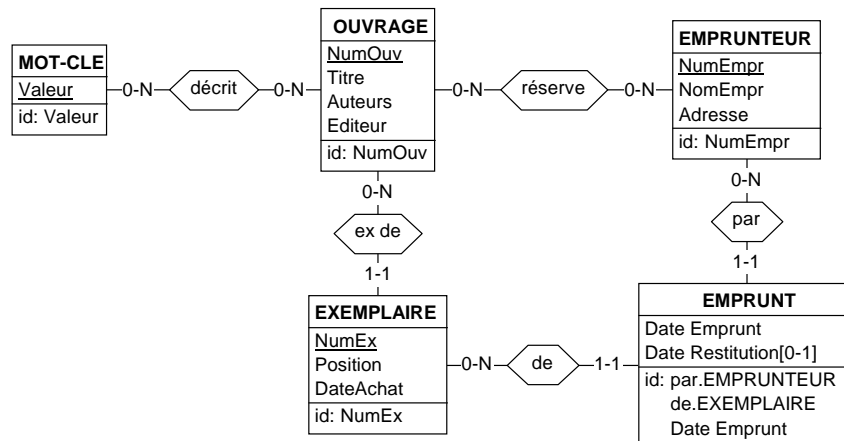 MOT-CLE
Valeur
id: Valeur
0-N
décrit
0-N
OUVRAGE
NumOuv
Titre
Auteurs
Editeur
id: NumOuv
0-N
réserve
0-N
EMPRUNTEUR
NumEmpr
NomEmpr
Adresse
id: NumEmpr
0-N
ex de
1-1
0-N
par
1-1
EXEMPLAIRE
NumEx
Position
DateAchat
id: NumEx
0-N
de
1-1
EMPRUNT
Date Emprunt
Date Restitution[0-1]
id: par.EMPRUNTEUR
de.EXEMPLAIRE
Date Emprunt